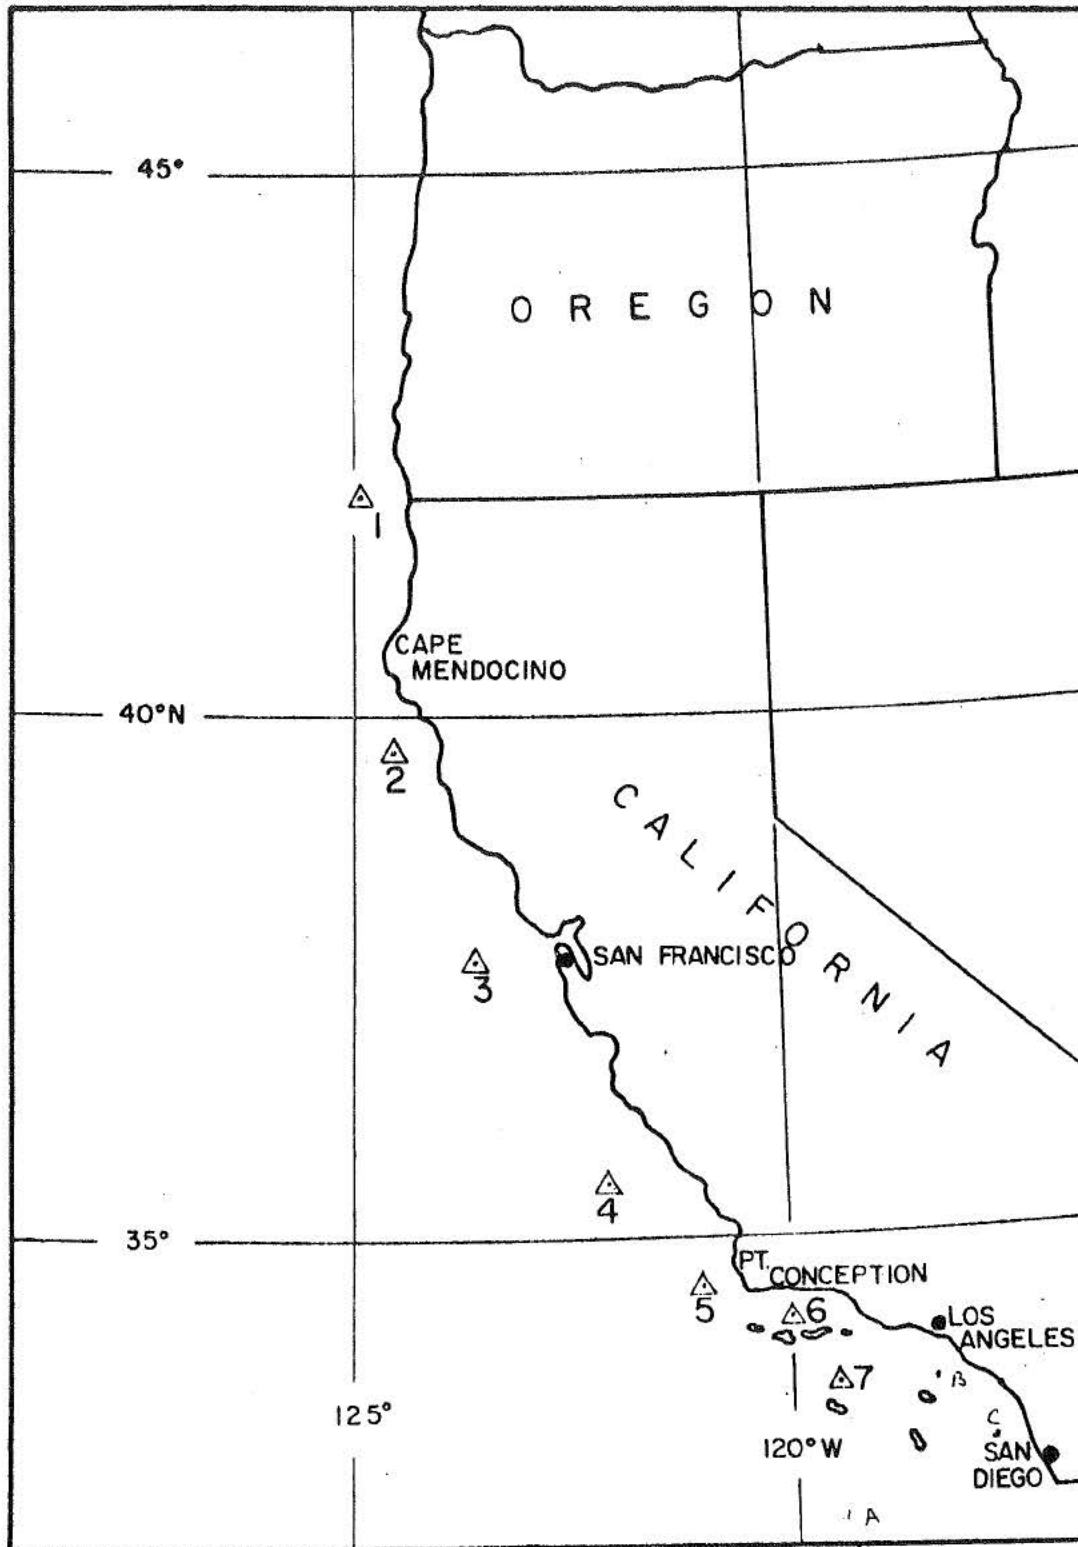 45°
OREGON
1
CAPE
MENDOCINO
40°N
2
CALIFORNIA
SAN FRANCISCO
3
4
35°
PT. CONCEPTION
5
6
LOS
ANGELES
7
B
125°
C
120°W
SAN
DIEGO
A